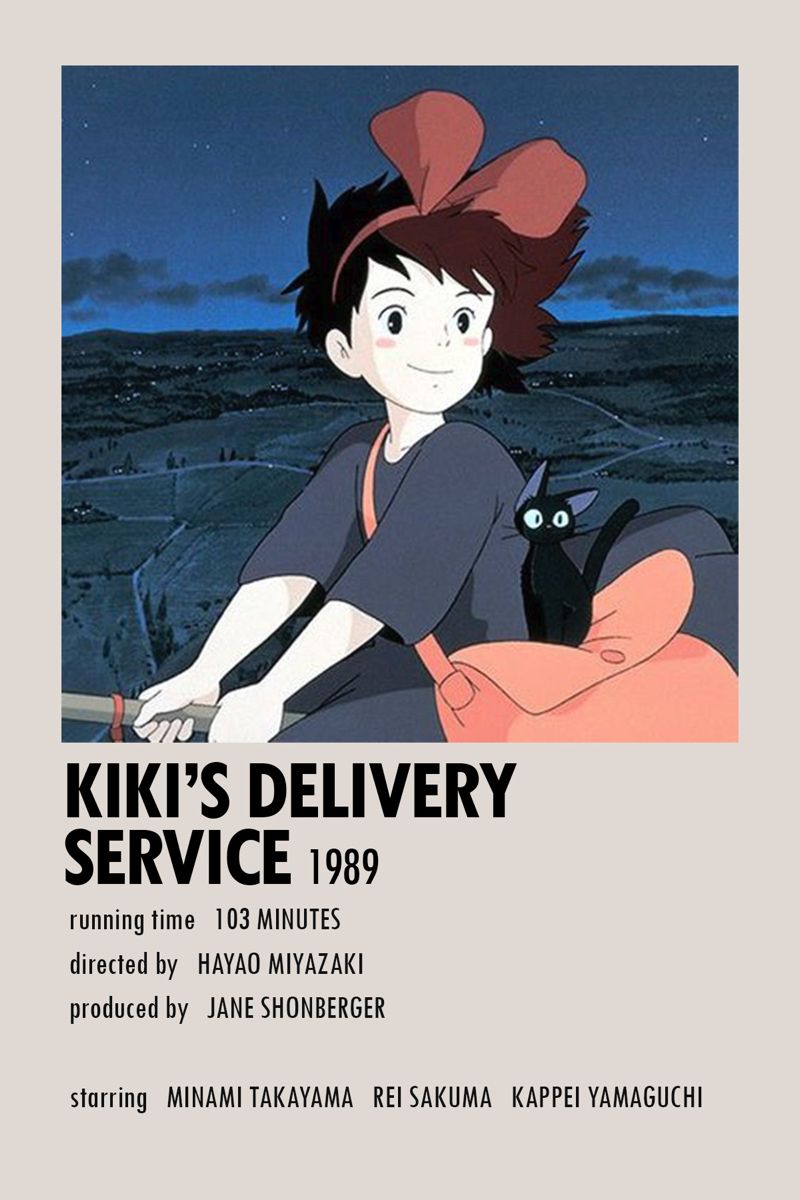 KIKI’S DELIVERY
SERVICE 1989
running time 103 MINUTES
directed by HAYAO MIYAZAKI
produced by JANE SHONBERGER
starring MINAMI TAKAYAMA REI SAKUMA KAPPEI YAMAGUCHI